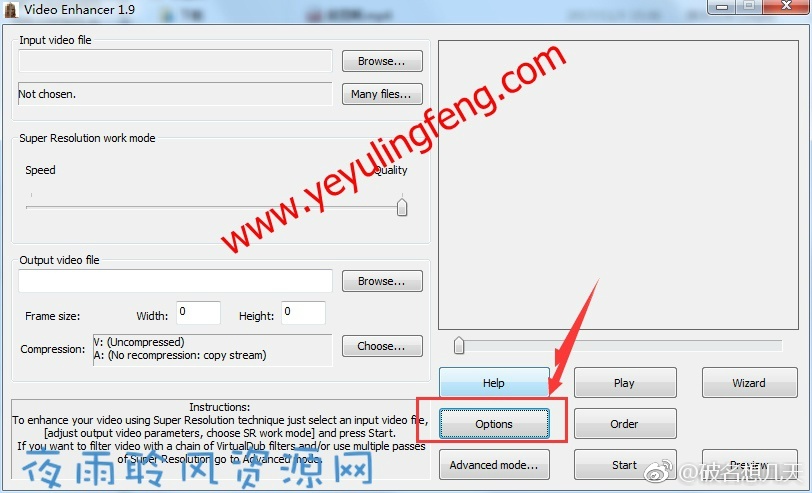 Video Enhancer 1.9
Input video file
Browse...
Not chosen.
Many files...
Super Resolution work mode
Speed
Quality
www.yeyulingfeng.com
Output video file
Browse...
Frame size:
Width:
0
Height:
0
Compression:
V: (Uncompressed)
A: (No recompression: copy stream)
Choose...
Help
Play
Wizard
Options
Order
Advanced mode...
Start
Preview
Instructions:
To enhance your video using Super Resolution technique just select an input video file,
[adjust output video parameters, choose SR work mode] and press Start.
If you want to filter video with a chain of VirtualDub filters and/or use multiple passes
of Super Resolution go to Advanced mode.
夜雨聆风资源网
@破名想几天